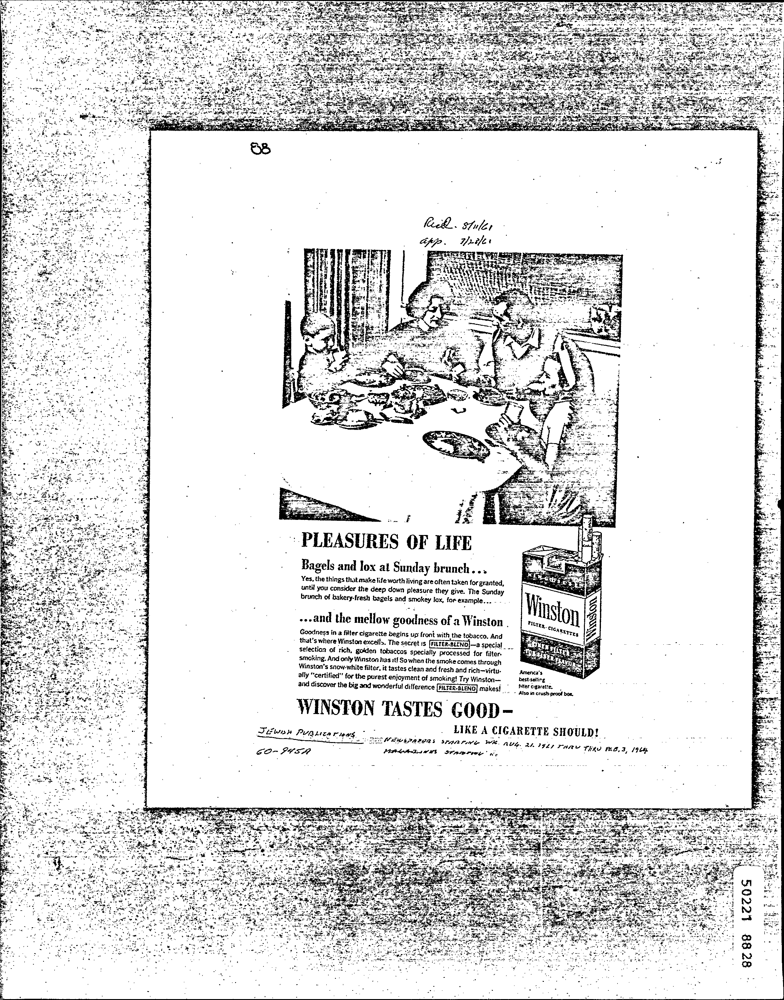 88
Rec'd. 8/11/61
app. 7/28/61
PLEASURES OF LIFE
Bagels and lox at Sunday brunch...
Yes, the things that make life worth living are often taken for granted,
until you consider the deep down pleasure they give. The Sunday
brunch of bakery-fresh bagels and smokey lox, for example...
...and the mellow goodness of a Winston
Goodness in a filter cigarette begins up front with the tobacco. And
that's where Winston excells. The secret is FILTER-BLEND—a special
selection of rich, golden tobaccos specially processed for filter-
smoking. And only Winston has it! So when the smoke comes through
Winston's snow-white filter, it tastes clean and fresh and rich—virtu-
ally "certified" for the purest enjoyment of smoking! Try Winston—
and discover the big and wonderful difference FILTER-BLEND makes!
Winston
FILTER-CIGARETTES
Winston
America's
best-selling
filter cigarette.
Also in crush-proof box.
WINSTON TASTES GOOD—
LIKE A CIGARETTE SHOULD!
JEWISH PUBLICATIONS
NEWSPAPERS STARTING WK. AUG. 21, 1961 THRU FEB. 3, 1964
60-945A
MAGAZINES STARTING
50221 8828